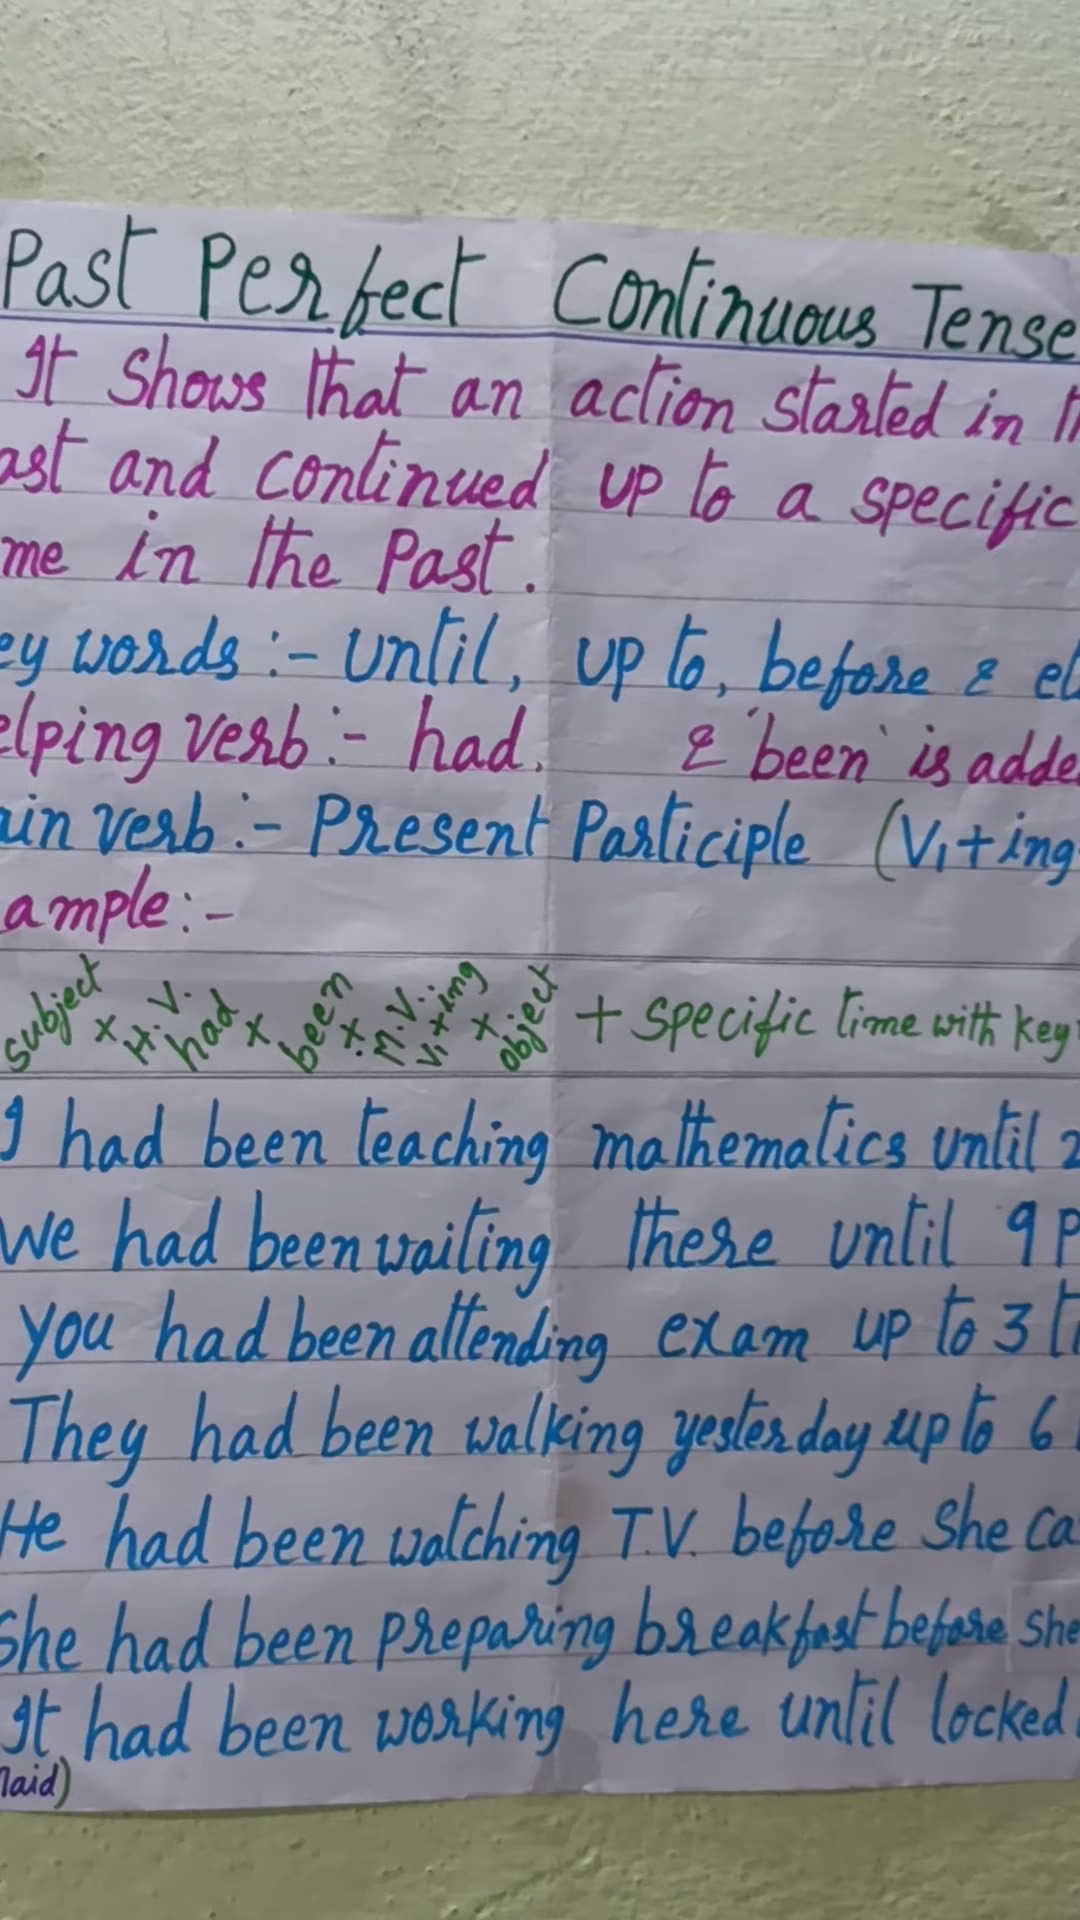 Past Perfect Continuous Tense
It Shows that an action started in th
ast and continued up to a specific
me in the Past.
ey words :- Until, up to, before & et
elping verb :- had. & 'been' is adde
ain verb :- Present Participle (V1+ing
ample :-
subject x H.V. had x been x m.V. V1+ing x object + specific time with key
I had been teaching mathematics until 2
We had been waiting there until 9 P
You had been attending exam up to 3 t
They had been walking yesterday up to 6
He had been watching T.V. before She ca
She had been preparing breakfast before she
It had been working here until locked
Maid)